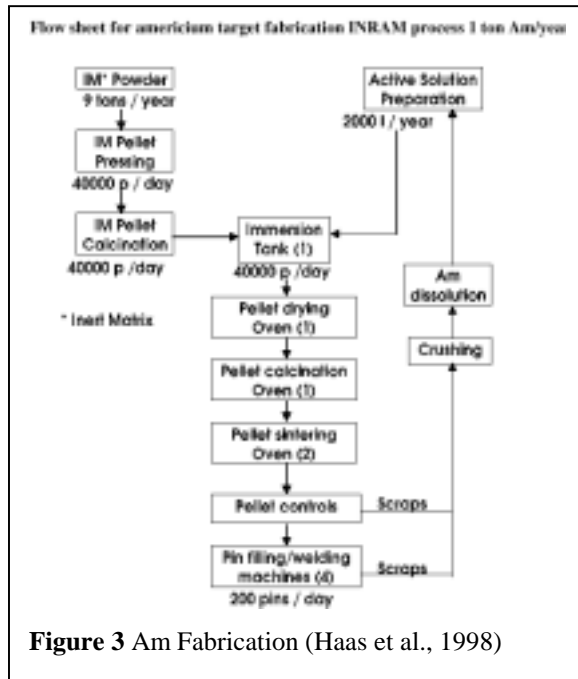 Flow sheet for americium target fabrication INRAM process 1 ton Am/year
IM* Powder
9 tons / year
IM Pellet
Pressing
40000 p / day
IM Pellet
Calcination
40000 p /day
* Inert Matrix
Active Solution
Preparation
2000 l / year
Immersion
Tank (1)
40000 p /day
Pellet drying
Oven (1)
Pellet calcination
Oven (1)
Pellet sintering
Oven (2)
Pellet controls
Scraps
Pin filling/welding
machines (4)
Scraps
200 pins / day
Am
dissolution
Crushing
Figure 3 Am Fabrication (Haas et al., 1998)